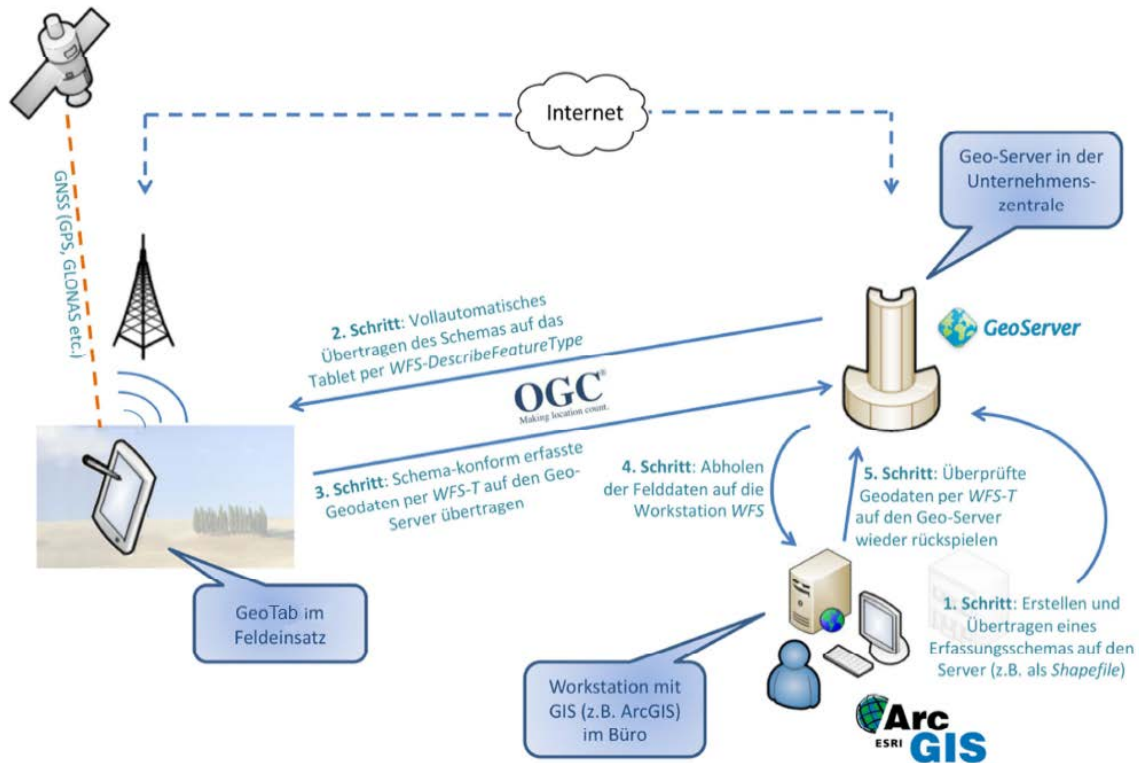 Internet
Geo-Server in der
Unternehmens-
zentrale
GNSS (GPS, GLONAS etc.)
GeoServer
2. Schritt: Vollautomatisches
Übertragen des Schemas auf das
Tablet per WFS-DescribeFeatureType
OGC®
Making location count.
3. Schritt: Schema-konform erfasste
Geodaten per WFS-T auf den Geo-
Server übertragen
4. Schritt: Abholen
der Felddaten auf die
Workstation WFS
5. Schritt: Überprüfte
Geodaten per WFS-T
auf den Geo-Server
wieder rückspielen
GeoTab im
Feldeinsatz
1. Schritt: Erstellen und
Übertragen eines
Erfassungsschemas auf den
Server (z.B. als Shapefile)
Workstation mit
GIS (z.B. ArcGIS)
im Büro
Arc
ESRI GIS